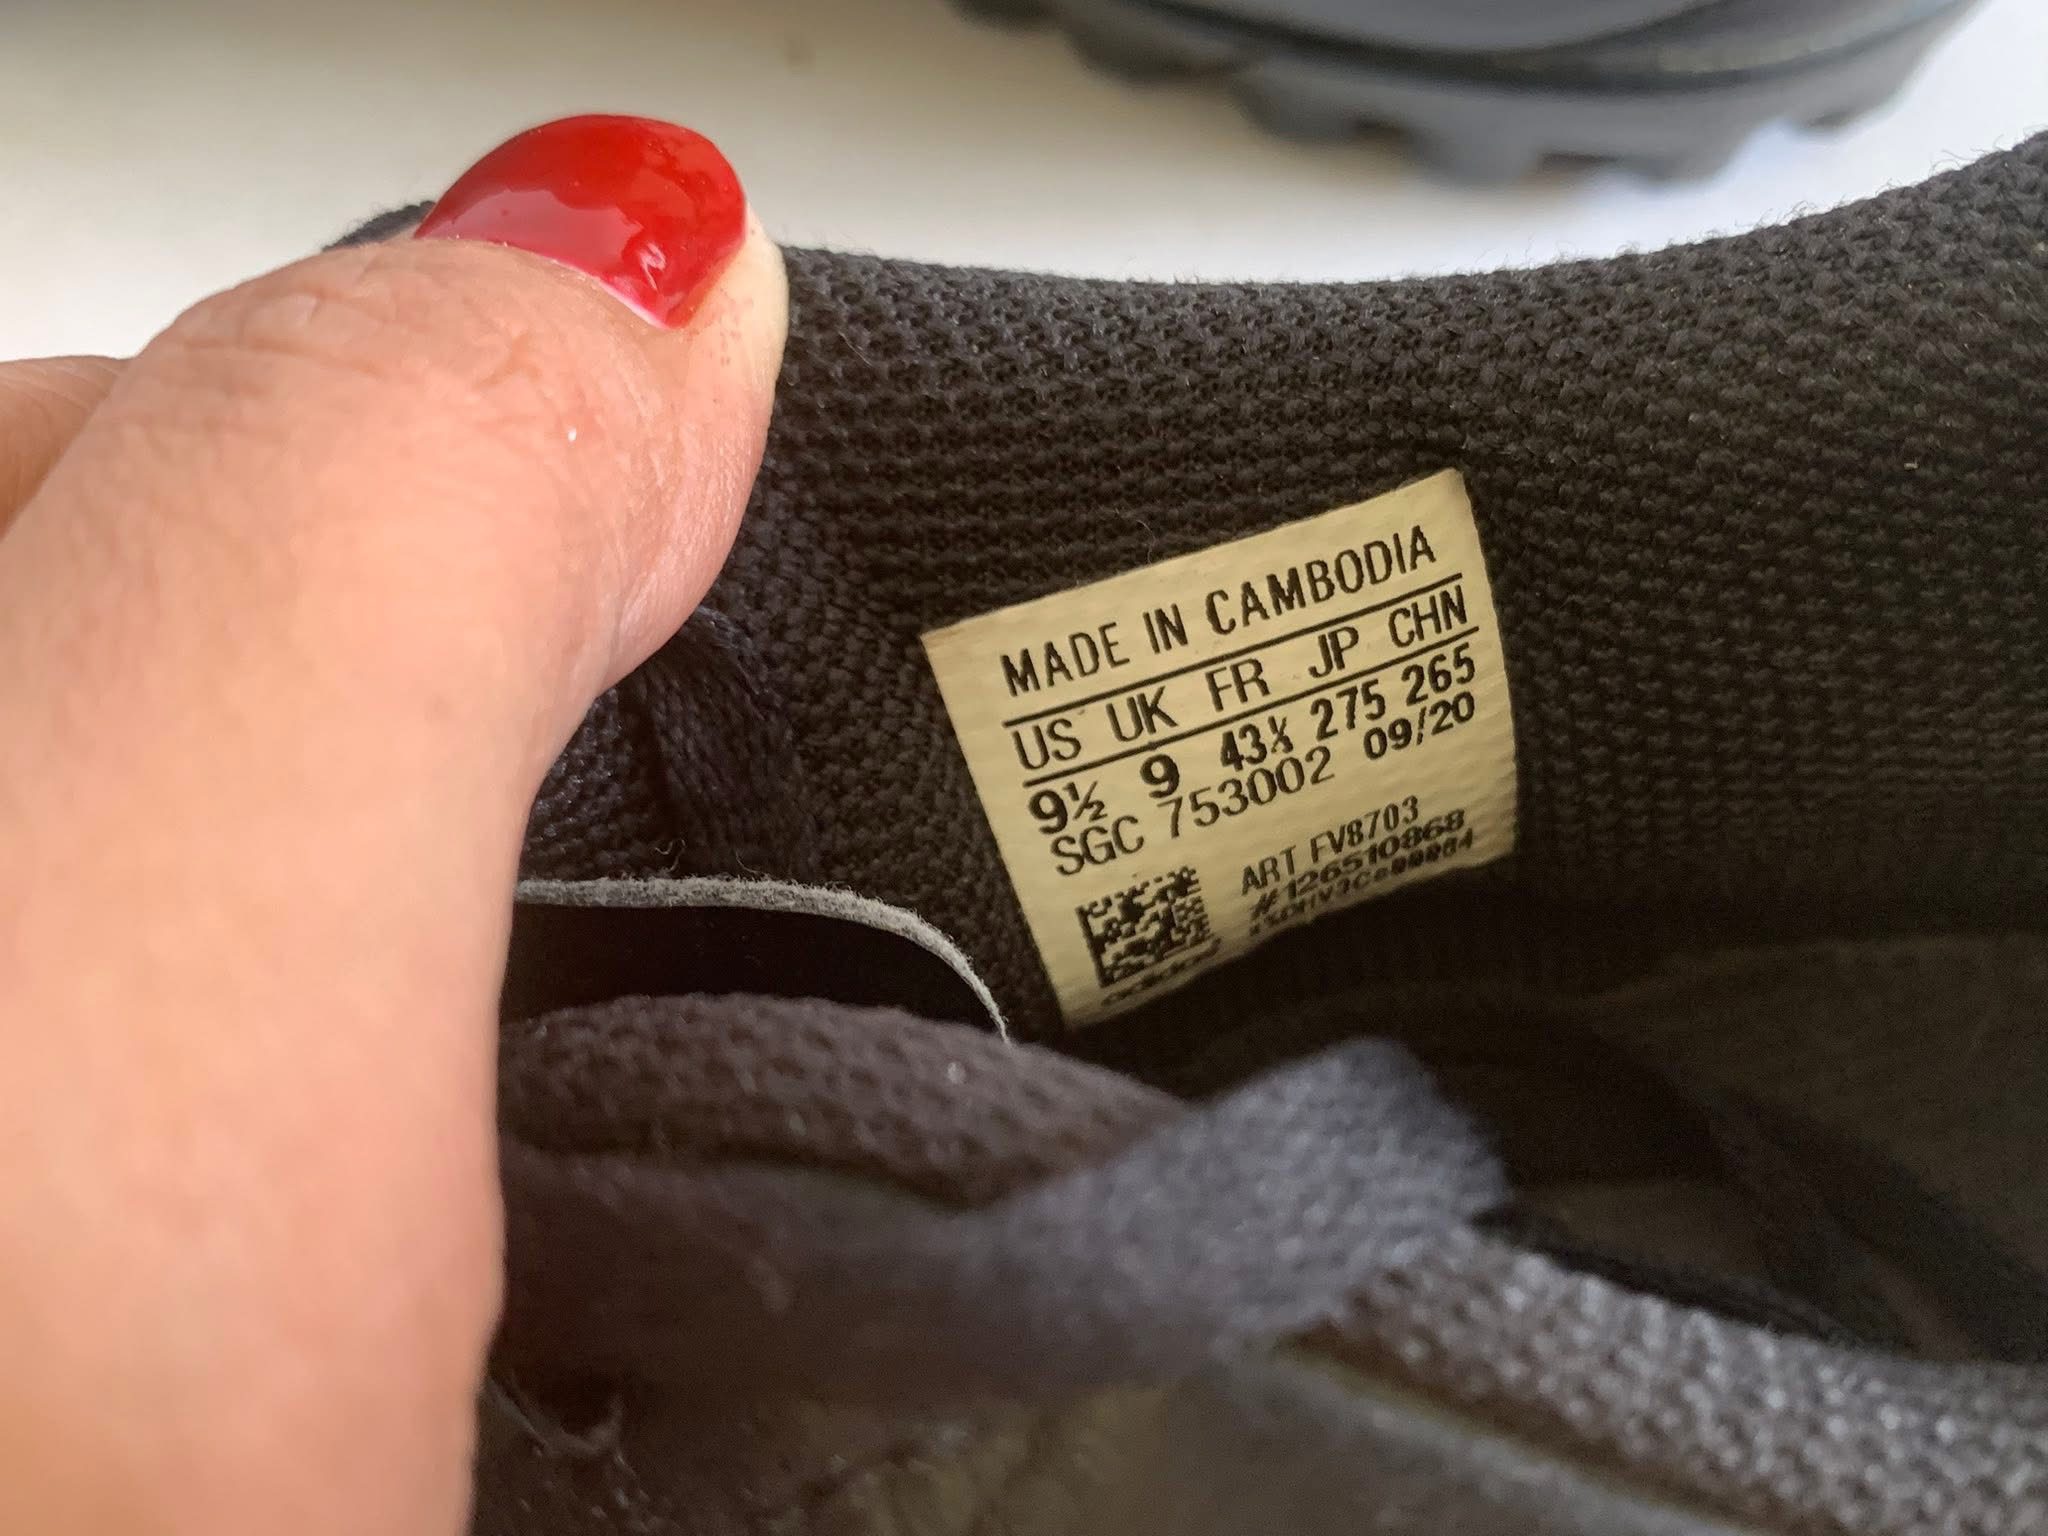 MADE IN CAMBODIA
US UK FR JP CHN
9½ 9 43⅓ 275 265
SGC 753002 09/20
ART FV8703
#126510868
adidas